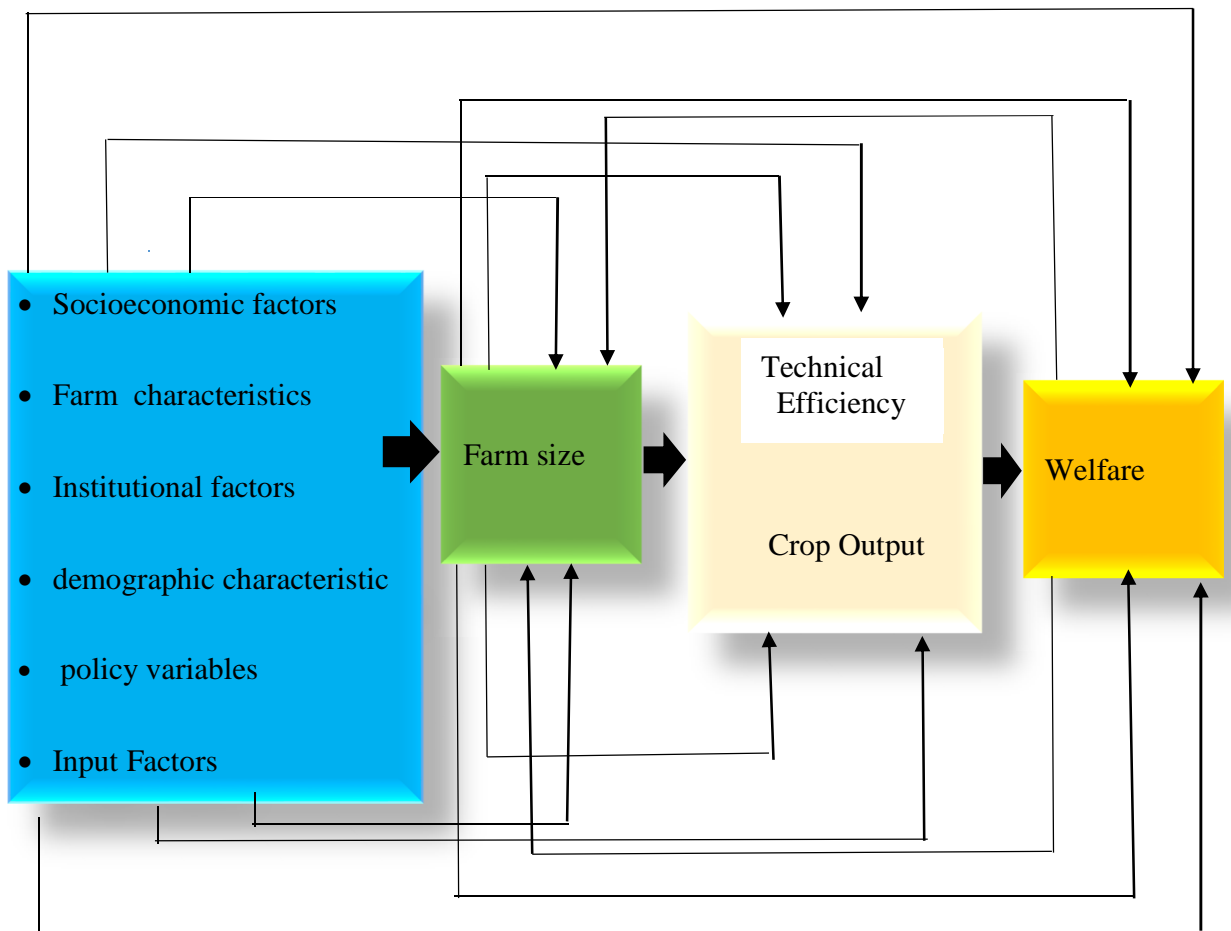 • Socioeconomic factors
• Farm characteristics
• Institutional factors
• demographic characteristic
• policy variables
• Input Factors
Farm size
Technical
Efficiency
Crop Output
Welfare